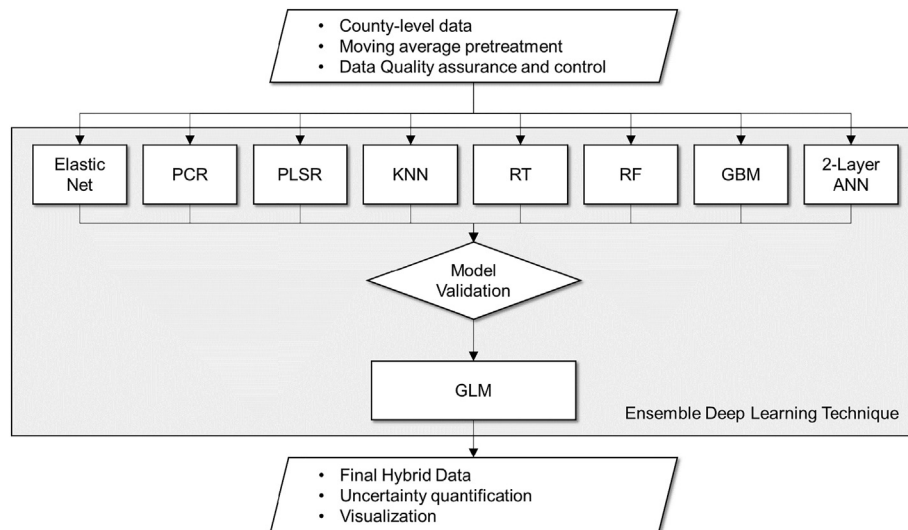 • County-level data
• Moving average pretreatment
• Data Quality assurance and control
Elastic
Net
PCR
PLSR
KNN
RT
RF
GBM
2-Layer
ANN
Model
Validation
GLM
Ensemble Deep Learning Technique
• Final Hybrid Data
• Uncertainty quantification
• Visualization